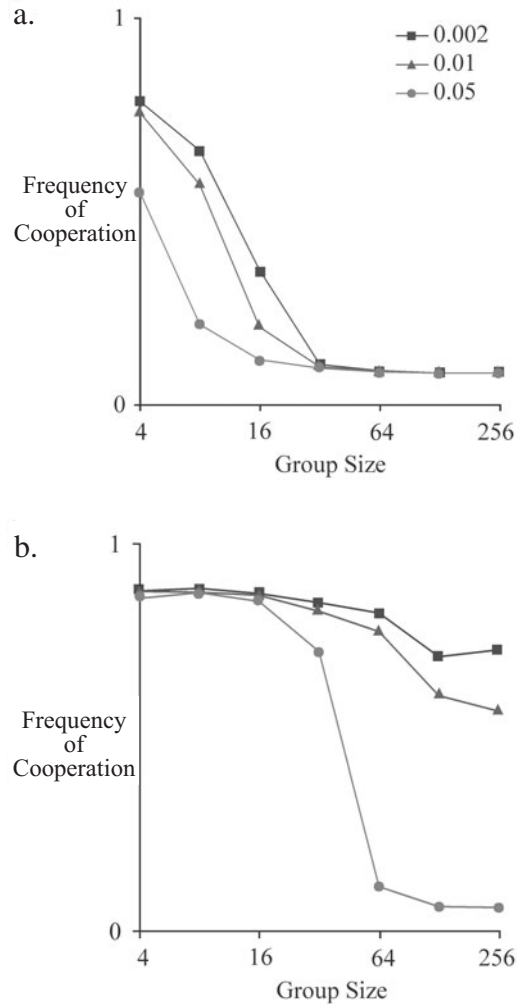 a.
1
0.002
0.01
0.05
Frequency
of
Cooperation
0
4
16
64
256
Group Size
b.
1
Frequency
of
Cooperation
0
4
16
64
256
Group Size